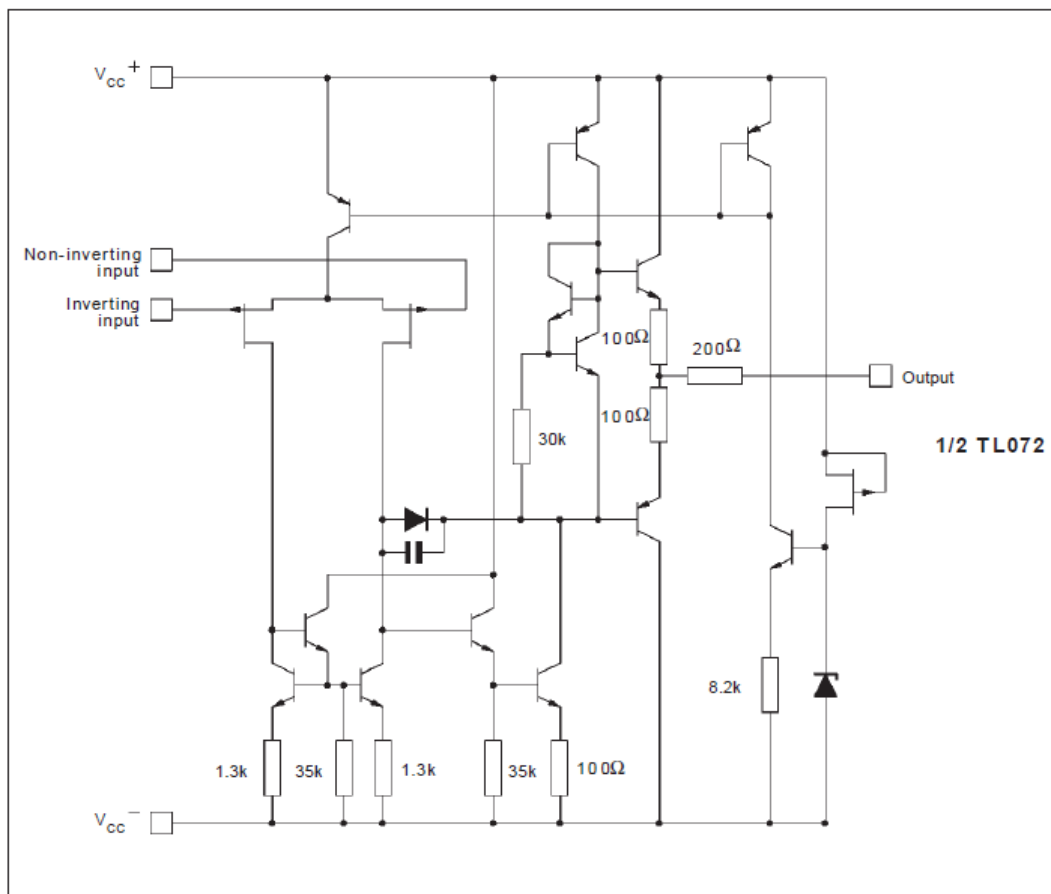 VCC+
Non-inverting
input
Inverting
input
100Ω
200Ω
Output
100Ω
30k
1/2 TL072
8.2k
1.3k
35k
1.3k
35k
100Ω
VCC−